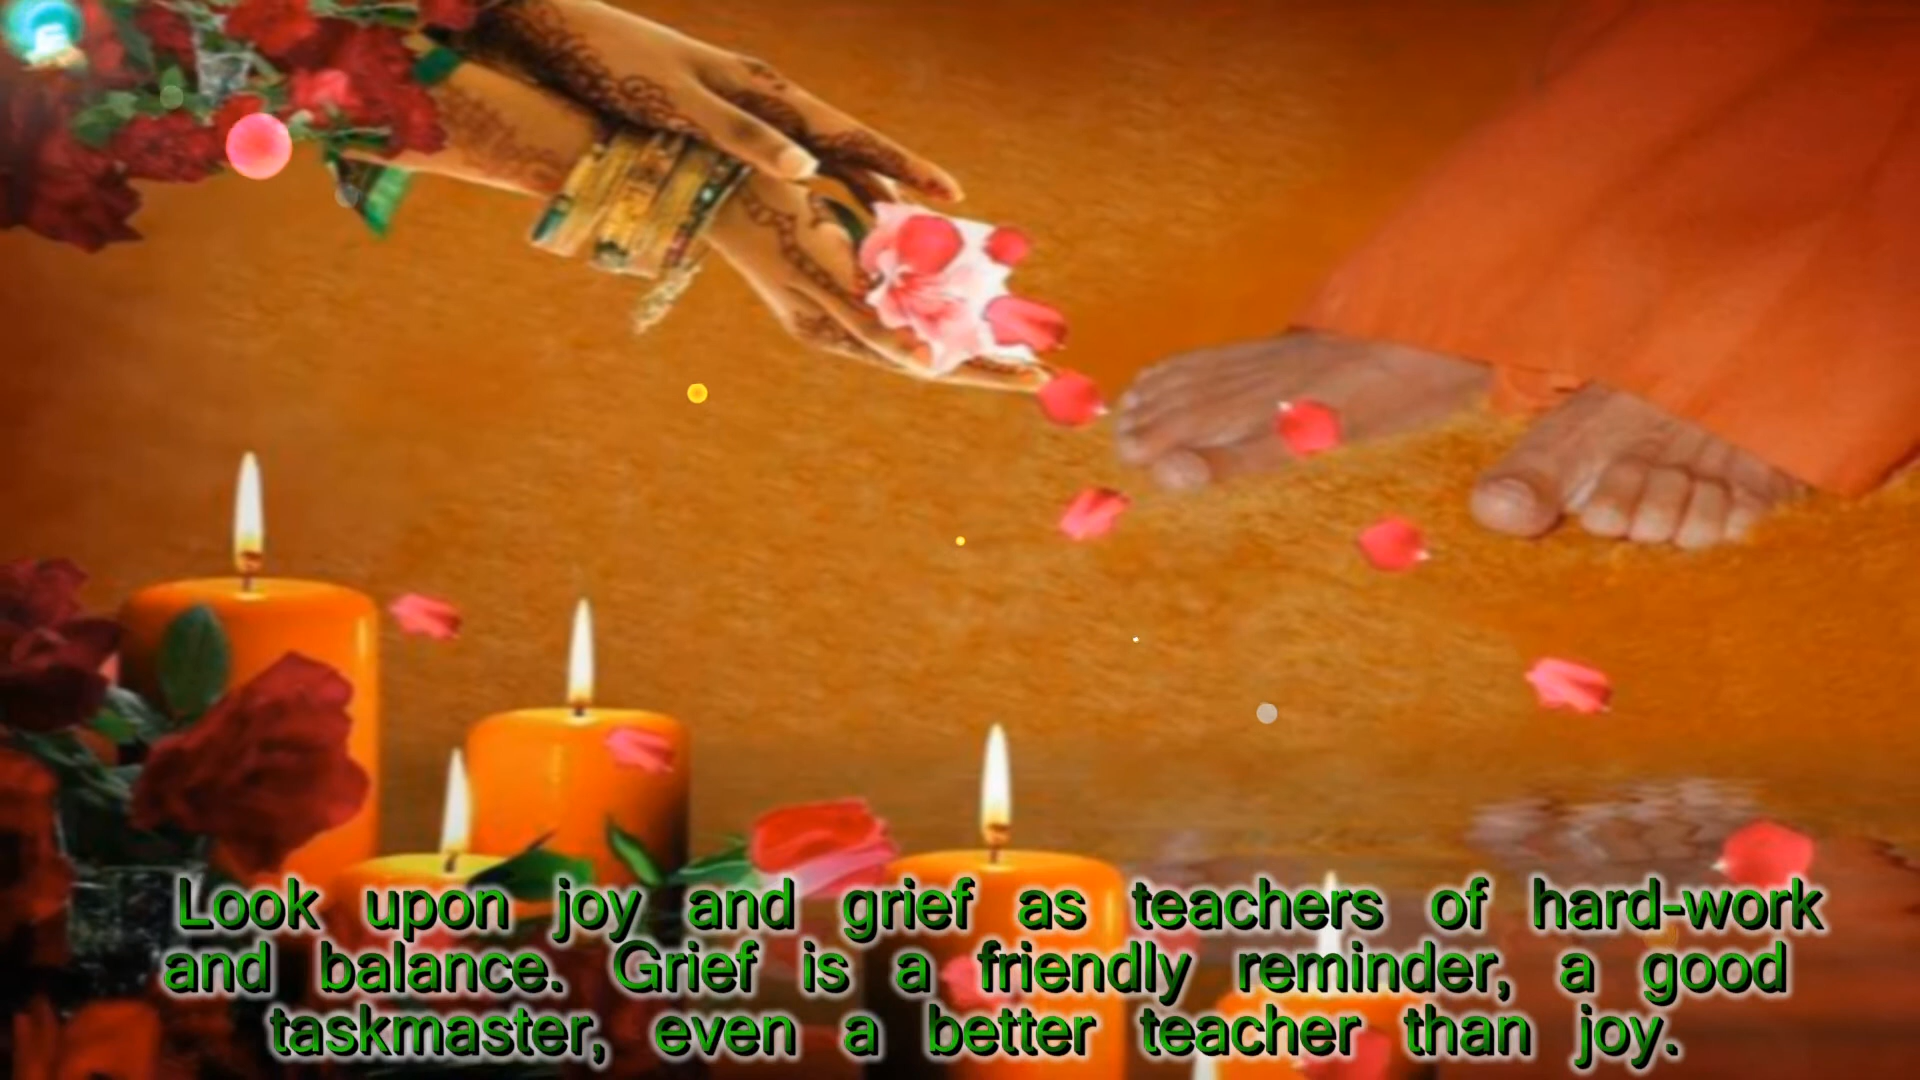 Look upon joy and grief as teachers of hard-work
and balance. Grief is a friendly reminder, a good
taskmaster, even a better teacher than joy.